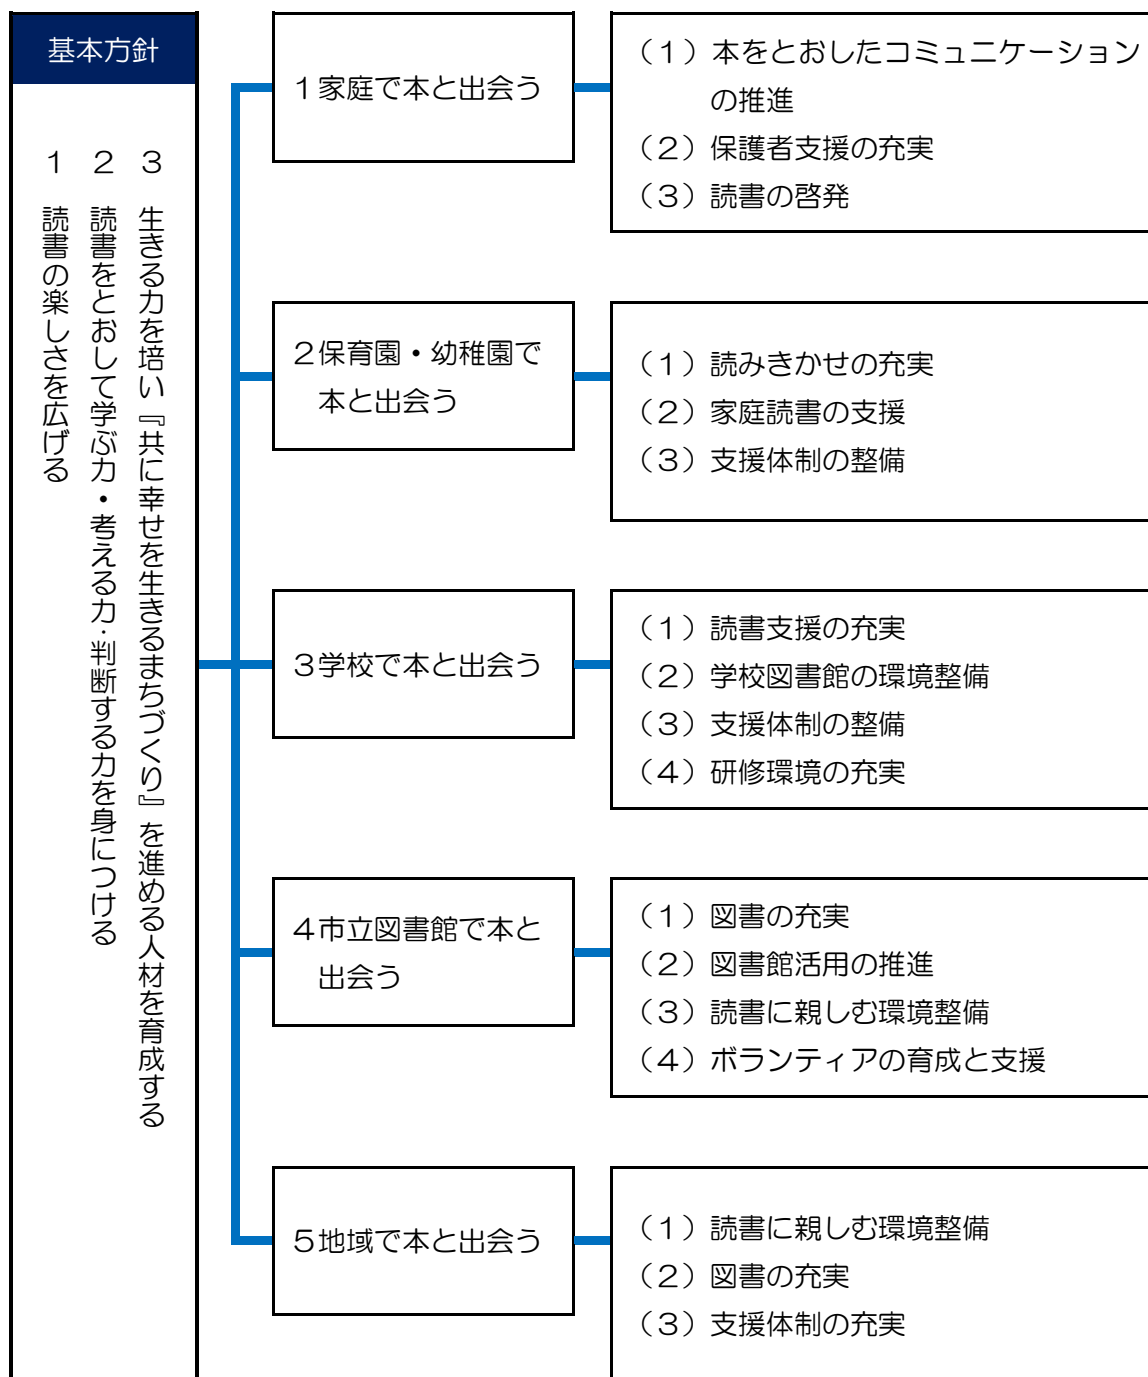 基本方針
3 生きる力を培い『共に幸せを生きるまちづくり』を進める人材を育成する
2 読書をとおして学ぶ力・考える力・判断する力を身につける
1 読書の楽しさを広げる
1家庭で本と出会う
(1)本をとおしたコミュニケーション
の推進
(2)保護者支援の充実
(3)読書の啓発
2保育園・幼稚園で
本と出会う
(1)読みきかせの充実
(2)家庭読書の支援
(3)支援体制の整備
3学校で本と出会う
(1)読書支援の充実
(2)学校図書館の環境整備
(3)支援体制の整備
(4)研修環境の充実
4市立図書館で本と
出会う
(1)図書の充実
(2)図書館活用の推進
(3)読書に親しむ環境整備
(4)ボランティアの育成と支援
5地域で本と出会う
(1)読書に親しむ環境整備
(2)図書の充実
(3)支援体制の充実